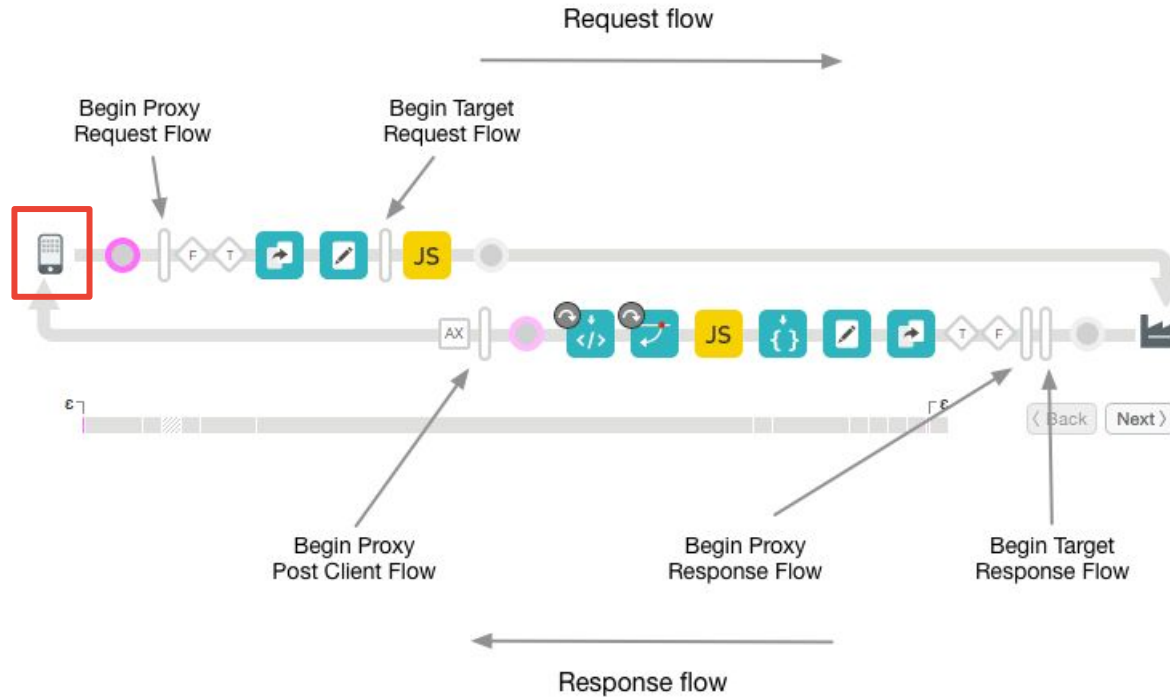 Request flow
Begin Proxy
Request Flow
Begin Target
Request Flow
F
T
JS
AX
</>
JS
{}
T
F
ε
ε
Back
Next
Begin Proxy
Post Client Flow
Begin Proxy
Response Flow
Begin Target
Response Flow
Response flow